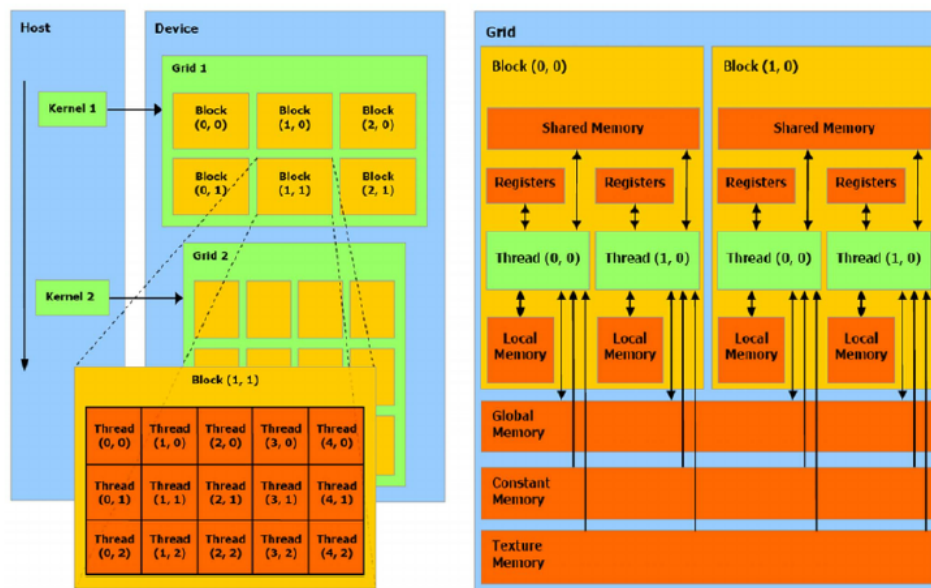 Host
Device
Grid 1
Kernel 1
Block
(0, 0)
Block
(1, 0)
Block
(2, 0)
Block
(0, 1)
Block
(1, 1)
Block
(2, 1)
Grid 2
Kernel 2
Block (1, 1)
Thread
(0, 0)
Thread
(1, 0)
Thread
(2, 0)
Thread
(3, 0)
Thread
(4, 0)
Thread
(0, 1)
Thread
(1, 1)
Thread
(2, 1)
Thread
(3, 1)
Thread
(4, 1)
Thread
(0, 2)
Thread
(1, 2)
Thread
(2, 2)
Thread
(3, 2)
Thread
(4, 2)
Grid
Block (0, 0)
Shared Memory
Registers
Registers
Thread (0, 0)
Thread (1, 0)
Local
Memory
Local
Memory
Block (1, 0)
Shared Memory
Registers
Registers
Thread (0, 0)
Thread (1, 0)
Local
Memory
Local
Memory
Global
Memory
Constant
Memory
Texture
Memory